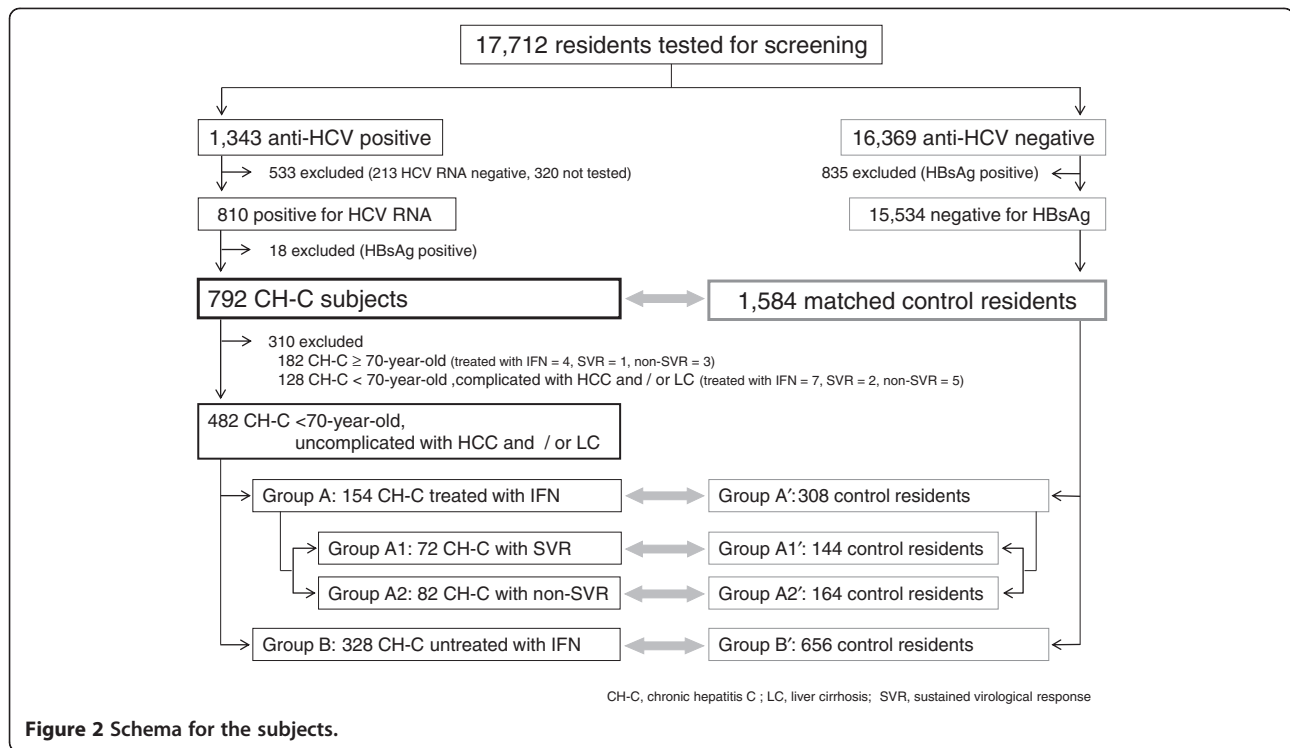 17,712 residents tested for screening
1,343 anti-HCV positive
16,369 anti-HCV negative
533 excluded (213 HCV RNA negative, 320 not tested)
835 excluded (HBsAg positive)
810 positive for HCV RNA
15,534 negative for HBsAg
18 excluded (HBsAg positive)
792 CH-C subjects
1,584 matched control residents
310 excluded
182 CH-C ≥ 70-year-old (treated with IFN = 4, SVR = 1, non-SVR = 3)
128 CH-C < 70-year-old ,complicated with HCC and / or LC (treated with IFN = 7, SVR = 2, non-SVR = 5)
482 CH-C <70-year-old,
uncomplicated with HCC and / or LC
Group A: 154 CH-C treated with IFN
Group A′: 308 control residents
Group A1: 72 CH-C with SVR
Group A1′: 144 control residents
Group A2: 82 CH-C with non-SVR
Group A2′: 164 control residents
Group B: 328 CH-C untreated with IFN
Group B′: 656 control residents
CH-C, chronic hepatitis C ; LC, liver cirrhosis; SVR, sustained virological response
Figure 2 Schema for the subjects.